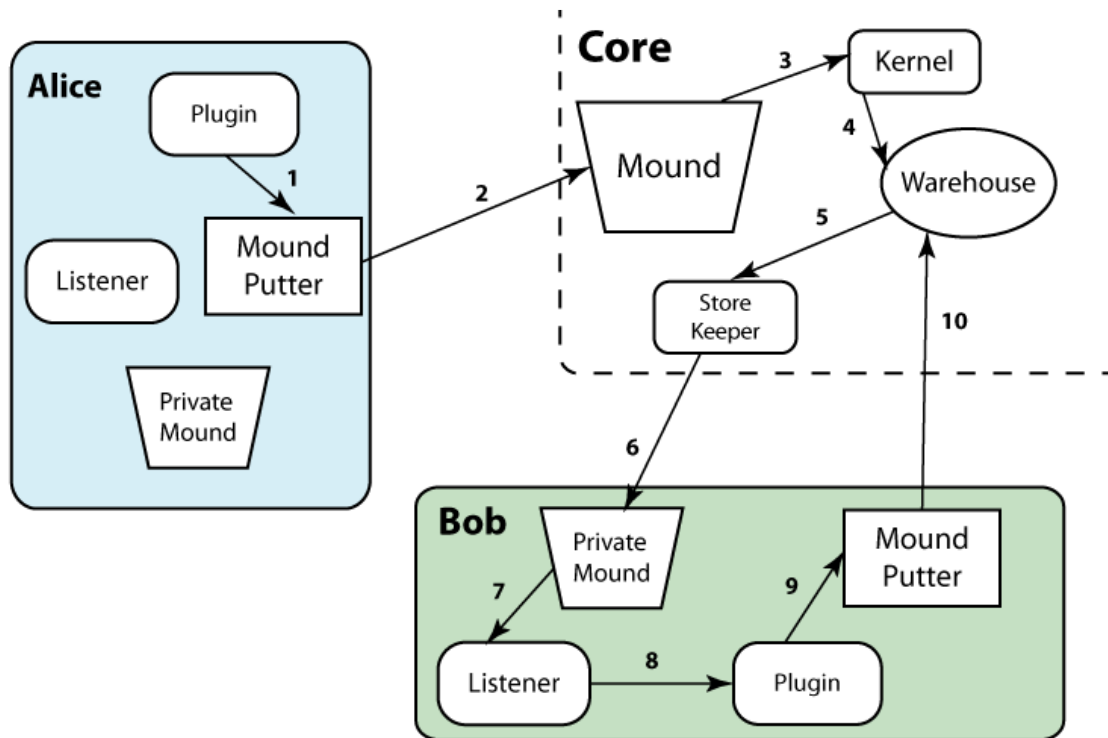 Alice
Plugin
1
Mound
Putter
Listener
Private
Mound
2
Core
Mound
3
Kernel
4
Warehouse
5
Store
Keeper
10
6
Bob
Private
Mound
7
Listener
8
Plugin
9
Mound
Putter